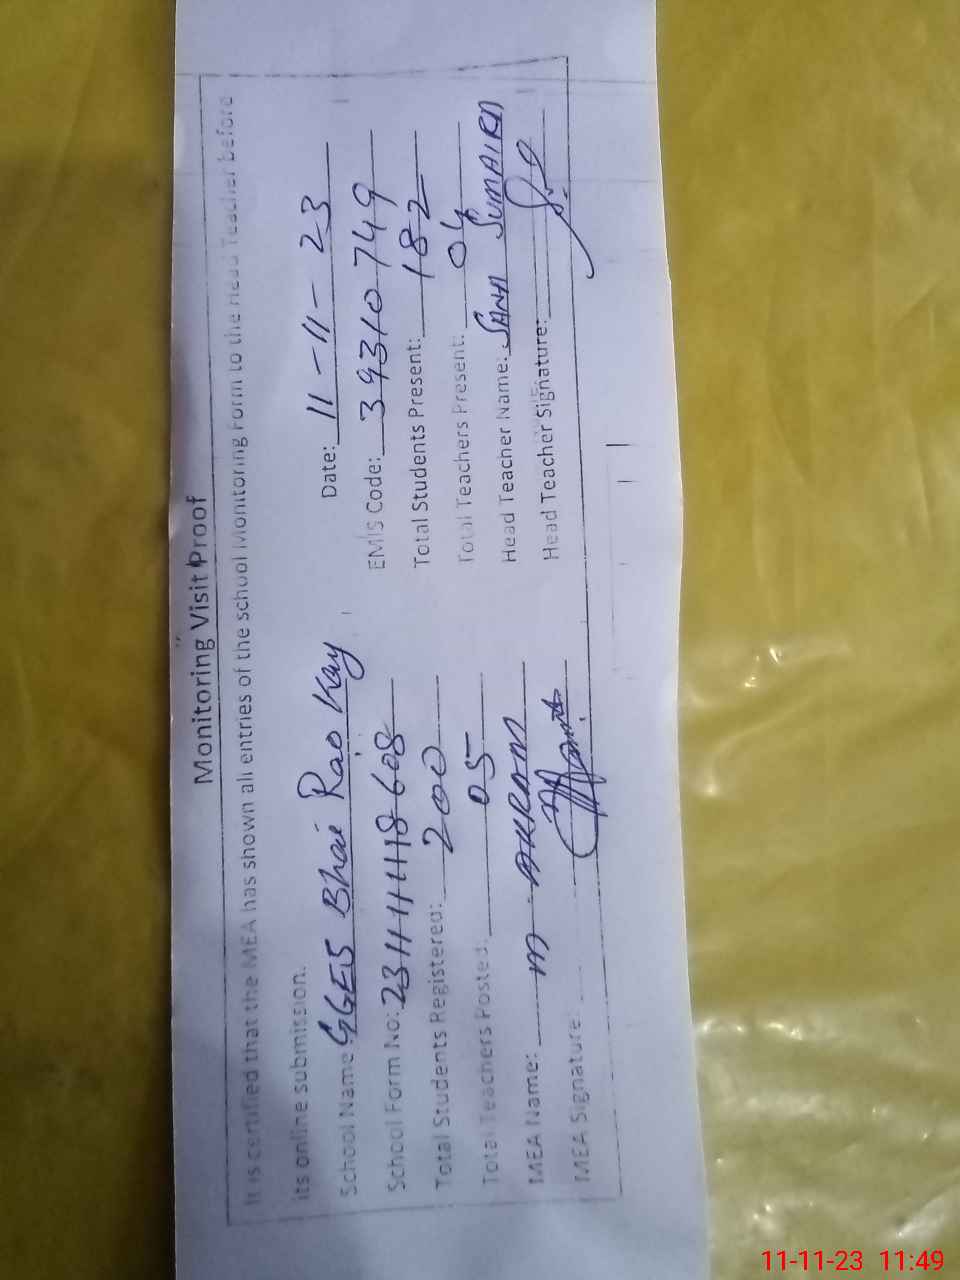 Monitoring Visit Proof
It is certified that the MEA has shown all entries of the school Monitoring Form to the Head Teacher before
its online submission.
School Name: GGES Bhai Rao Kay Date: 11-11-23
School Form No: 231111118608 EMIS Code: 39310749
Total Students Registered: 200 Total Students Present: 182
Total Teachers Posted: 05 Total Teachers Present: 04
MEA Name: M. AKRAM Head Teacher Name: SANA SUMAIRA
MEA Signature: Head Teacher Signature:
11-11-23 11:49